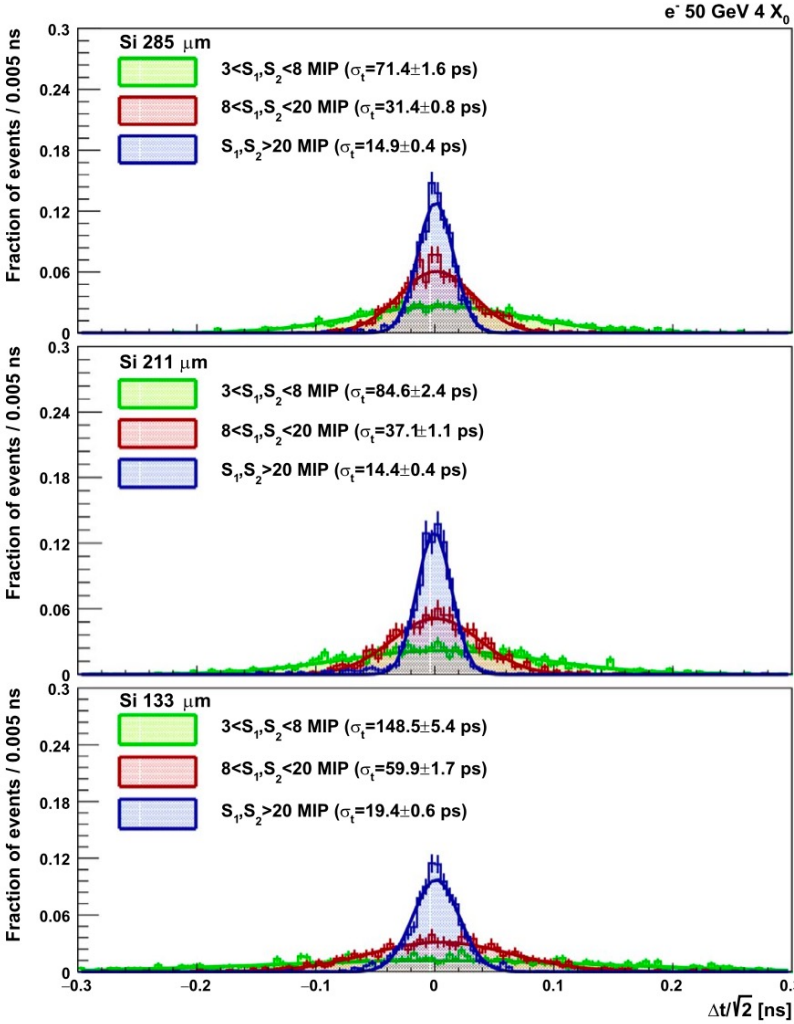 e⁻ 50 GeV 4 X₀
Fraction of events / 0.005 ns
0.3
0.24
0.18
0.12
0.06
0
Si 285 μm
3<S₁,S₂<8 MIP (σₜ=71.4±1.6 ps)
8<S₁,S₂<20 MIP (σₜ=31.4±0.8 ps)
S₁,S₂>20 MIP (σₜ=14.9±0.4 ps)
Fraction of events / 0.005 ns
0.3
0.24
0.18
0.12
0.06
0
Si 211 μm
3<S₁,S₂<8 MIP (σₜ=84.6±2.4 ps)
8<S₁,S₂<20 MIP (σₜ=37.1±1.1 ps)
S₁,S₂>20 MIP (σₜ=14.4±0.4 ps)
Fraction of events / 0.005 ns
0.3
0.24
0.18
0.12
0.06
0
Si 133 μm
3<S₁,S₂<8 MIP (σₜ=148.5±5.4 ps)
8<S₁,S₂<20 MIP (σₜ=59.9±1.7 ps)
S₁,S₂>20 MIP (σₜ=19.4±0.6 ps)
−0.3 −0.2 −0.1 0 0.1 0.2
Δt/√2 [ns]